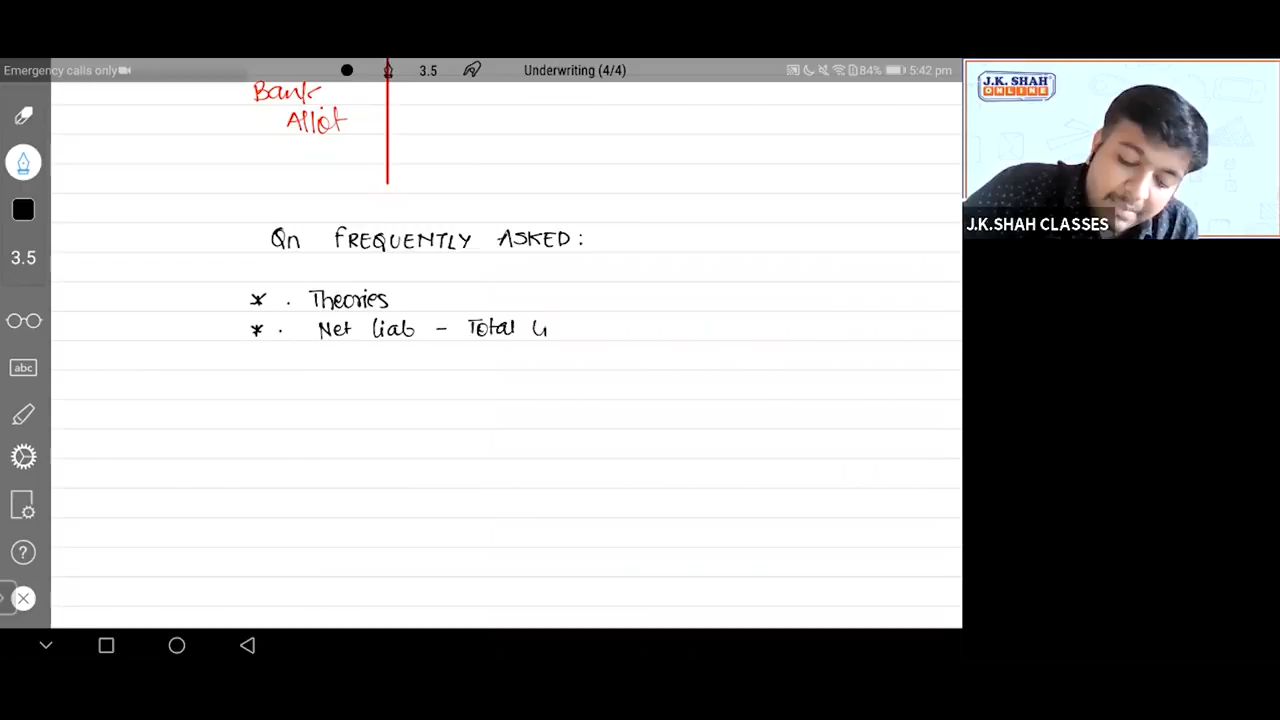 Emergency calls only
3.5
Underwriting (4/4)
84%
5:42 pm
Bank
Allot
J.K. SHAH
ONLINE
J.K.SHAH CLASSES
Qn FREQUENTLY ASKED:
3.5
* . Theories
* . Net liab - Total
abc
?